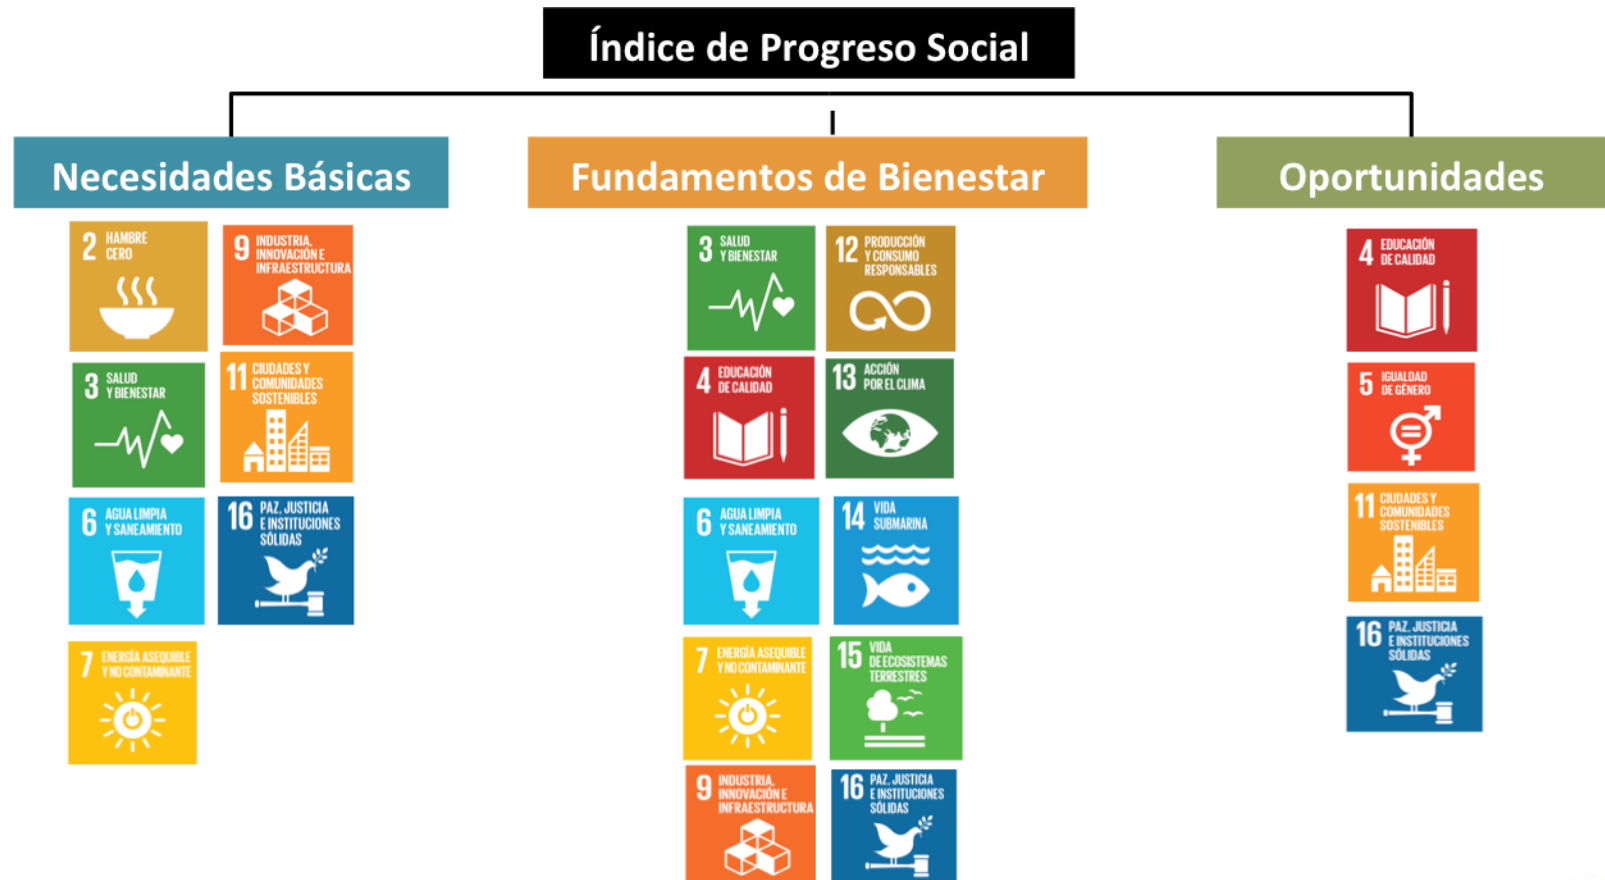 Índice de Progreso Social
Necesidades Básicas
2 HAMBRE
CERO
9 INDUSTRIA,
INNOVACIÓN E
INFRAESTRUCTURA
3 SALUD
Y BIENESTAR
11 CIUDADES Y
COMUNIDADES
SOSTENIBLES
6 AGUA LIMPIA
Y SANEAMIENTO
16 PAZ, JUSTICIA
E INSTITUCIONES
SÓLIDAS
7 ENERGÍA ASEQUIBLE
Y NO CONTAMINANTE
Fundamentos de Bienestar
3 SALUD
Y BIENESTAR
12 PRODUCCIÓN
Y CONSUMO
RESPONSABLES
4 EDUCACIÓN
DE CALIDAD
13 ACCIÓN
POR EL CLIMA
6 AGUA LIMPIA
Y SANEAMIENTO
14 VIDA
SUBMARINA
7 ENERGÍA ASEQUIBLE
Y NO CONTAMINANTE
15 VIDA
DE ECOSISTEMAS
TERRESTRES
9 INDUSTRIA,
INNOVACIÓN E
INFRAESTRUCTURA
16 PAZ, JUSTICIA
E INSTITUCIONES
SÓLIDAS
Oportunidades
4 EDUCACIÓN
DE CALIDAD
5 IGUALDAD
DE GÉNERO
11 CIUDADES Y
COMUNIDADES
SOSTENIBLES
16 PAZ, JUSTICIA
E INSTITUCIONES
SÓLIDAS